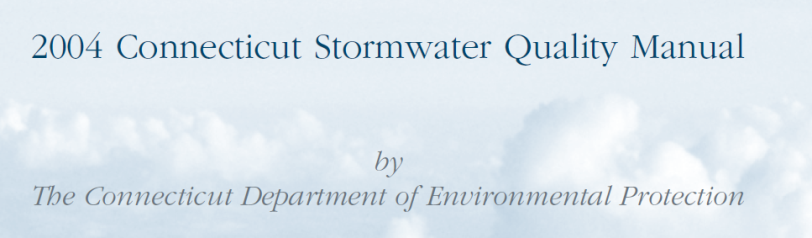 2004 Connecticut Stormwater Quality Manual
by
The Connecticut Department of Environmental Protection